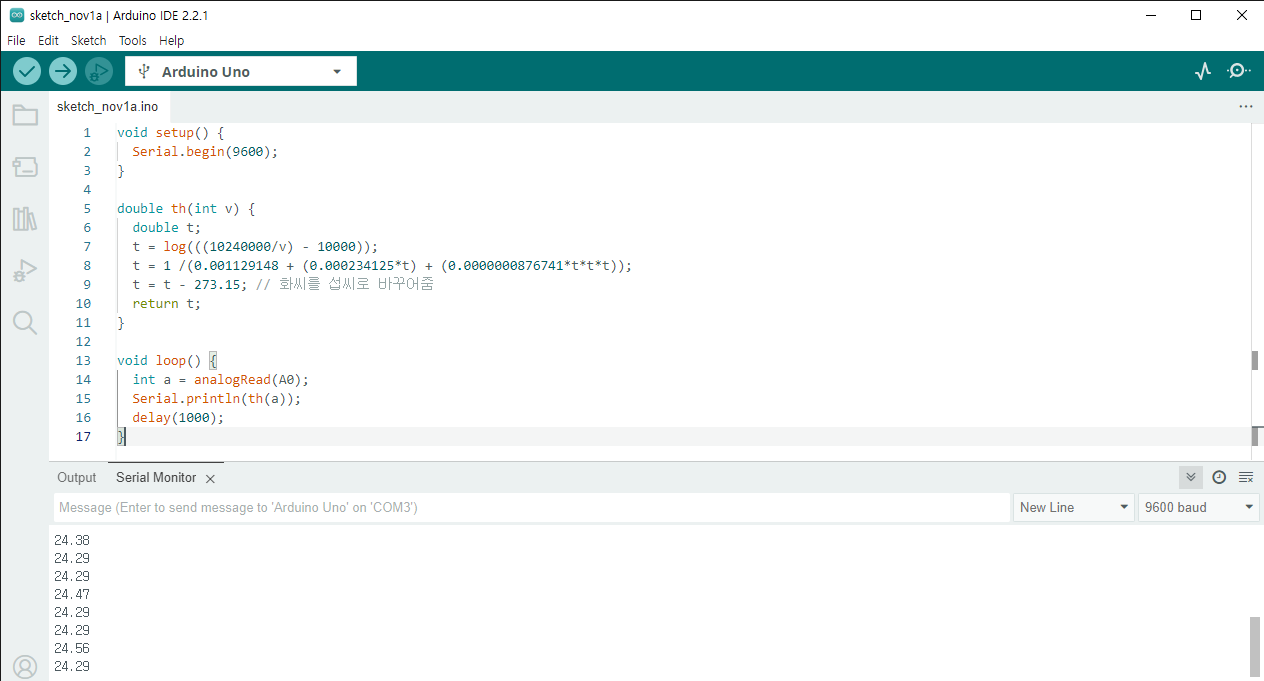 sketch_nov1a | Arduino IDE 2.2.1
File Edit Sketch Tools Help
Arduino Uno
sketch_nov1a.ino
1 void setup() {
2 Serial.begin(9600);
3 }
4
5 double th(int v) {
6 double t;
7 t = log(((10240000/v) - 10000));
8 t = 1 /(0.001129148 + (0.000234125*t) + (0.0000000876741*t*t*t));
9 t = t - 273.15; // 화씨를 섭씨로 바꾸어줌
10 return t;
11 }
12
13 void loop() {
14 int a = analogRead(A0);
15 Serial.println(th(a));
16 delay(1000);
17 }
Output Serial Monitor
Message (Enter to send message to 'Arduino Uno' on 'COM3') New Line 9600 baud
24.38
24.29
24.29
24.47
24.29
24.29
24.56
24.29